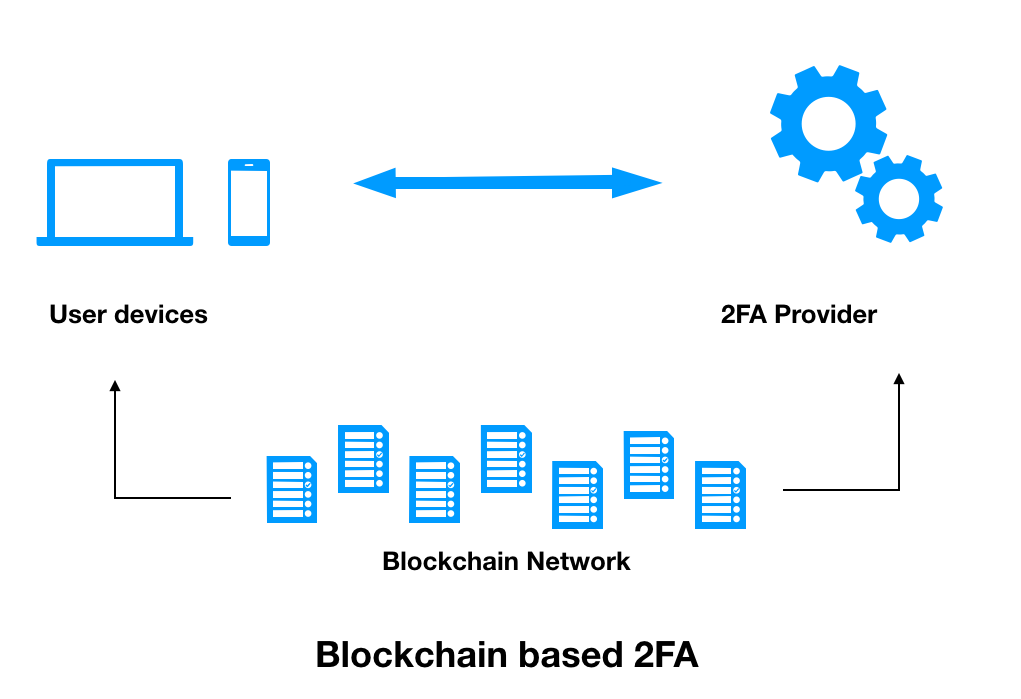 User devices
2FA Provider
Blockchain Network
Blockchain based 2FA